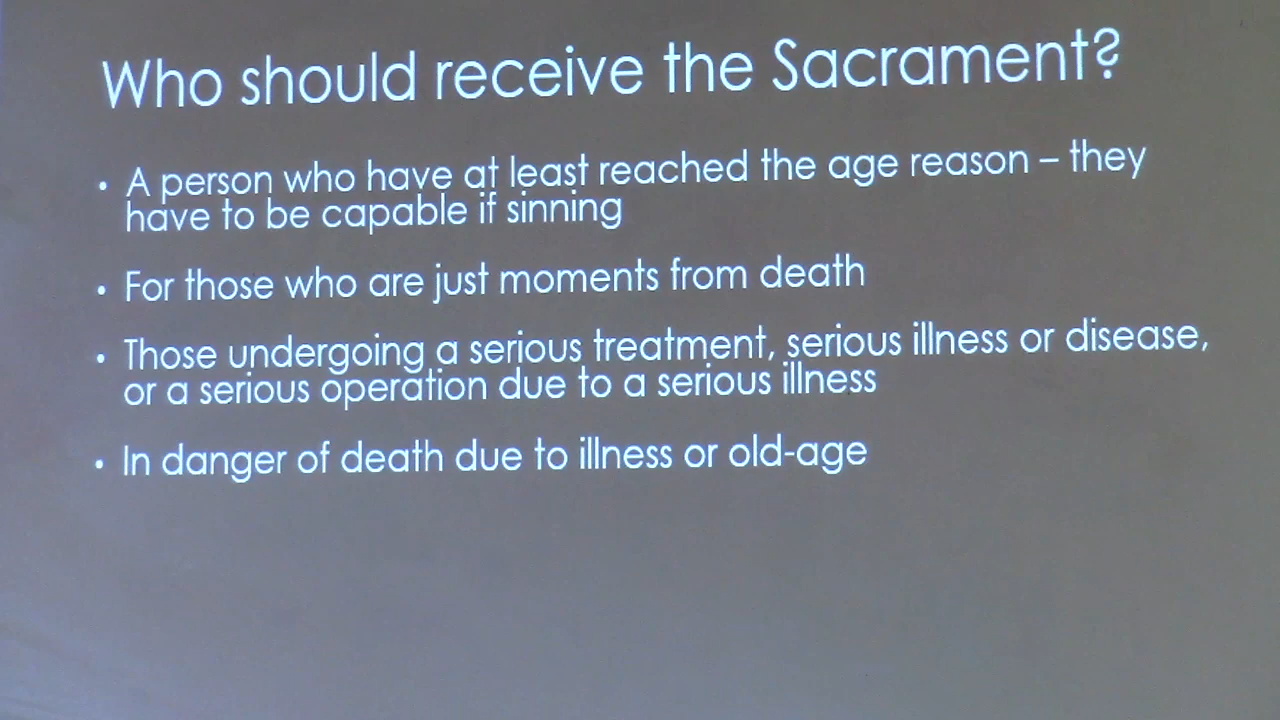 Who should receive the Sacrament?
• A person who have at least reached the age reason – they
have to be capable if sinning
• For those who are just moments from death
• Those undergoing a serious treatment, serious illness or disease,
or a serious operation due to a serious illness
• In danger of death due to illness or old-age